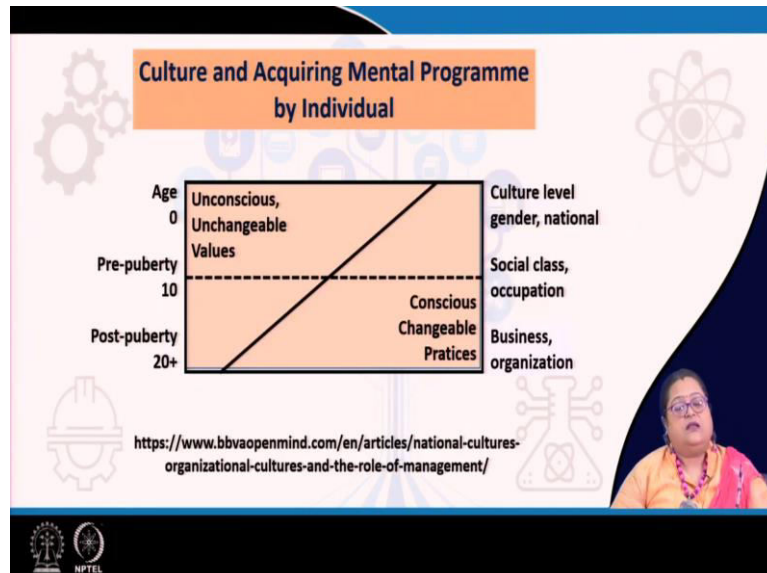 Culture and Acquiring Mental Programme
by Individual
Age
0
Unconscious,
Unchangeable
Values
Culture level
gender, national
Pre-puberty
10
Social class,
occupation
Conscious
Changeable
Pratices
Post-puberty
20+
Business,
organization
https://www.bbvaopenmind.com/en/articles/national-cultures-
organizational-cultures-and-the-role-of-management/
NPTEL